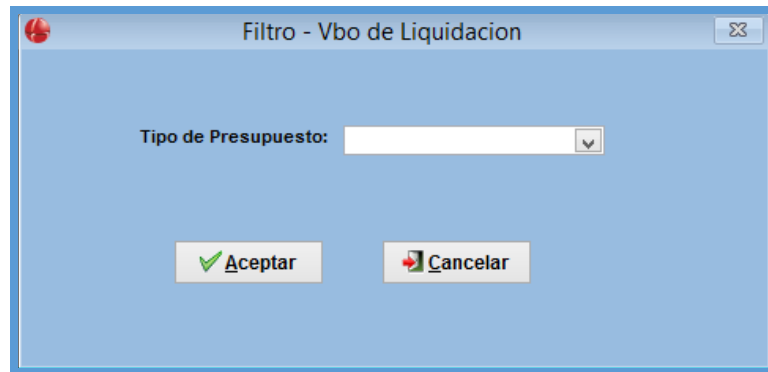 Filtro - Vbo de Liquidacion
Tipo de Presupuesto:
Aceptar
Cancelar